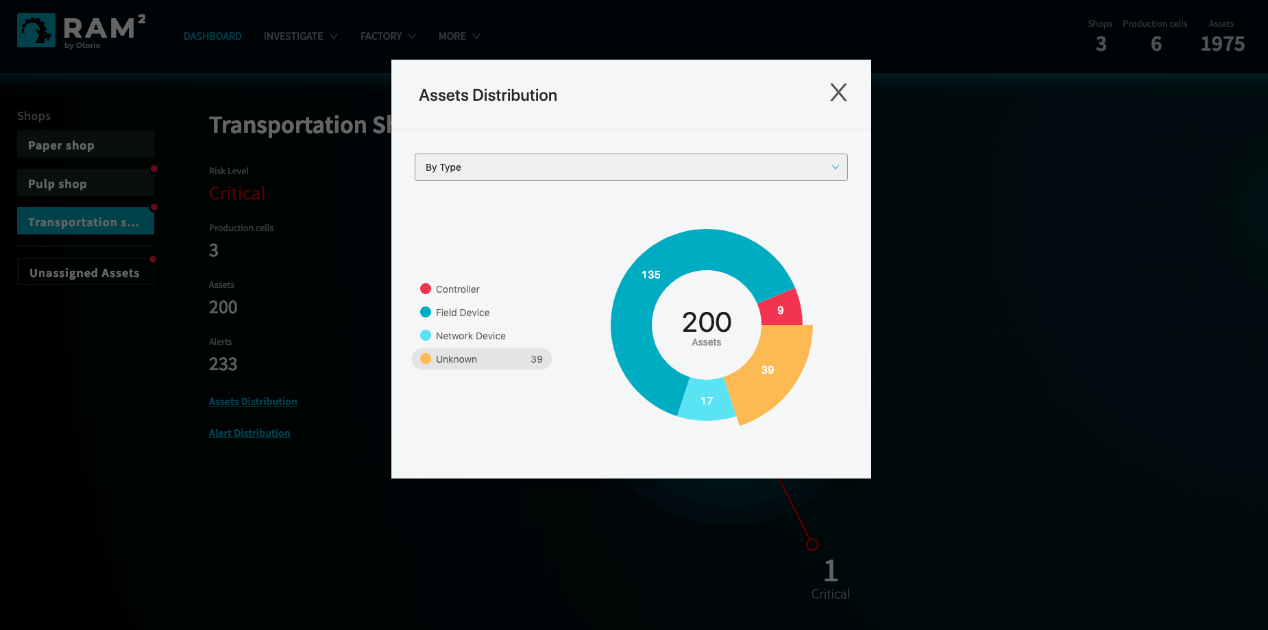 RAM²
by Otorio
DASHBOARD
INVESTIGATE
FACTORY
MORE
Shops
3
Production cells
6
Assets
1975
Shops
Paper shop
Pulp shop
Transportation s...
Unassigned Assets
Transportation Sh
Risk Level
Critical
Production cells
3
Assets
200
Alerts
233
Assets Distribution
Alert Distribution
Assets Distribution
X
By Type
Controller
Field Device
Network Device
Unknown 39
135
9
200
Assets
39
17
1
Critical